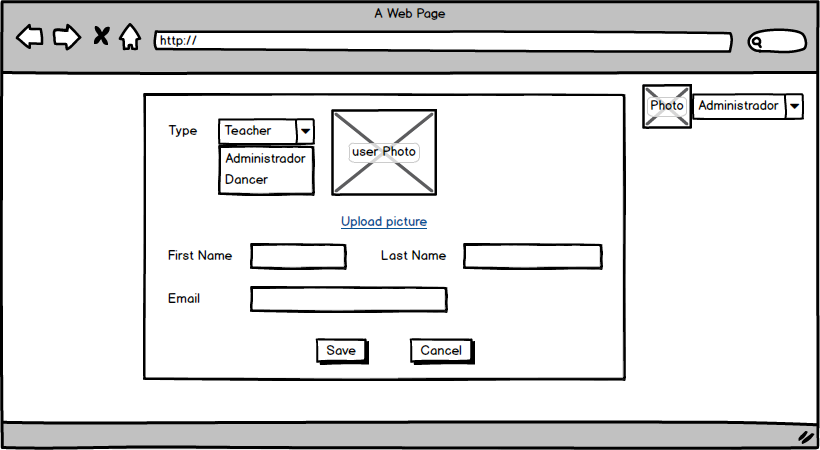 A Web Page
http://
Photo
Administrador
Type
Teacher
Administrador
Dancer
user Photo
Upload picture
First Name
Last Name
Email
Save
Cancel